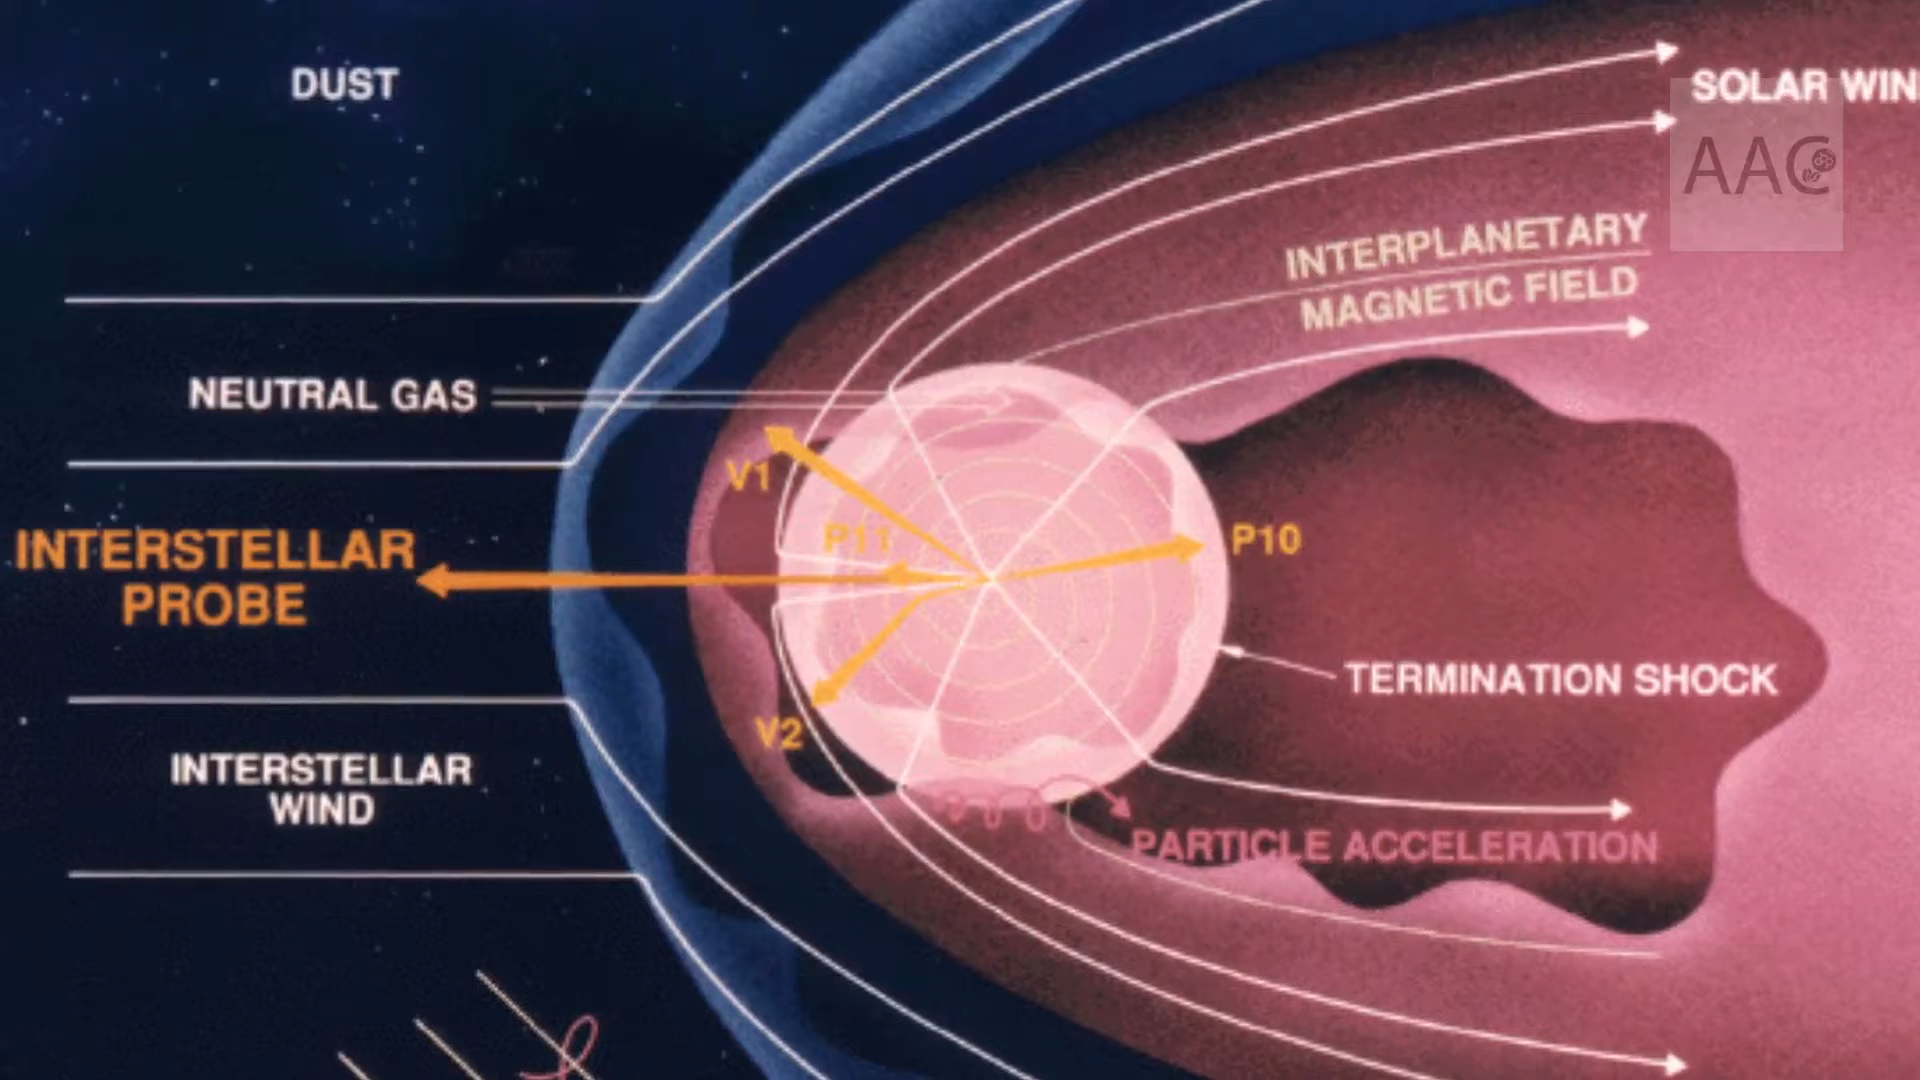 DUST
SOLAR WIN
AAC
INTERPLANETARY
MAGNETIC FIELD
NEUTRAL GAS
V1
P11
P10
INTERSTELLAR
PROBE
TERMINATION SHOCK
V2
INTERSTELLAR
WIND
PARTICLE ACCELERATION